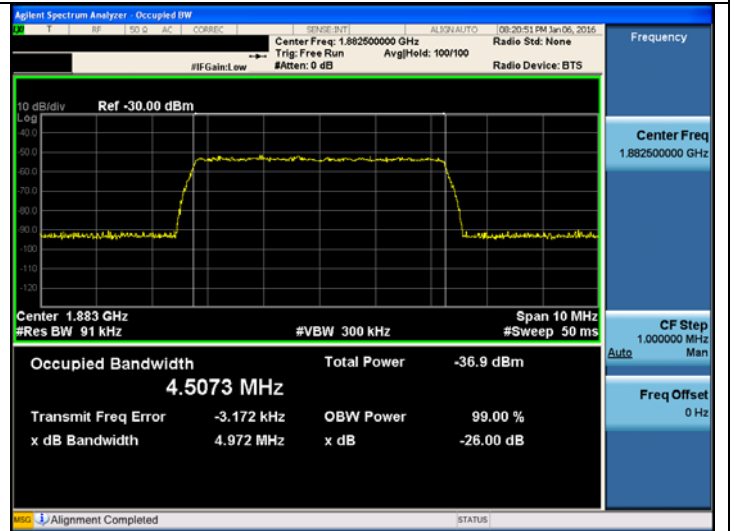 Agilent Spectrum Analyzer - Occupied BW
LXI T RF 50 Ω AC CORREC SENSE:INT ALIGN AUTO 08:20:51 PM Jan 06, 2016
Center Freq: 1.882500000 GHz Radio Std: None
Trig: Free Run Avg|Hold: 100/100
#IFGain:Low #Atten: 0 dB Radio Device: BTS
Frequency
10 dB/div Ref -30.00 dBm
Log
-40.0
-50.0
-60.0
-70.0
-80.0
-90.0
-100
-110
-120
Center Freq
1.882500000 GHz
Center 1.883 GHz Span 10 MHz
#Res BW 91 kHz #VBW 300 kHz #Sweep 50 ms
CF Step
1.000000 MHz
Auto Man
Occupied Bandwidth Total Power -36.9 dBm
4.5073 MHz
Transmit Freq Error -3.172 kHz OBW Power 99.00 %
x dB Bandwidth 4.972 MHz x dB -26.00 dB
Freq Offset
0 Hz
MSG Alignment Completed STATUS